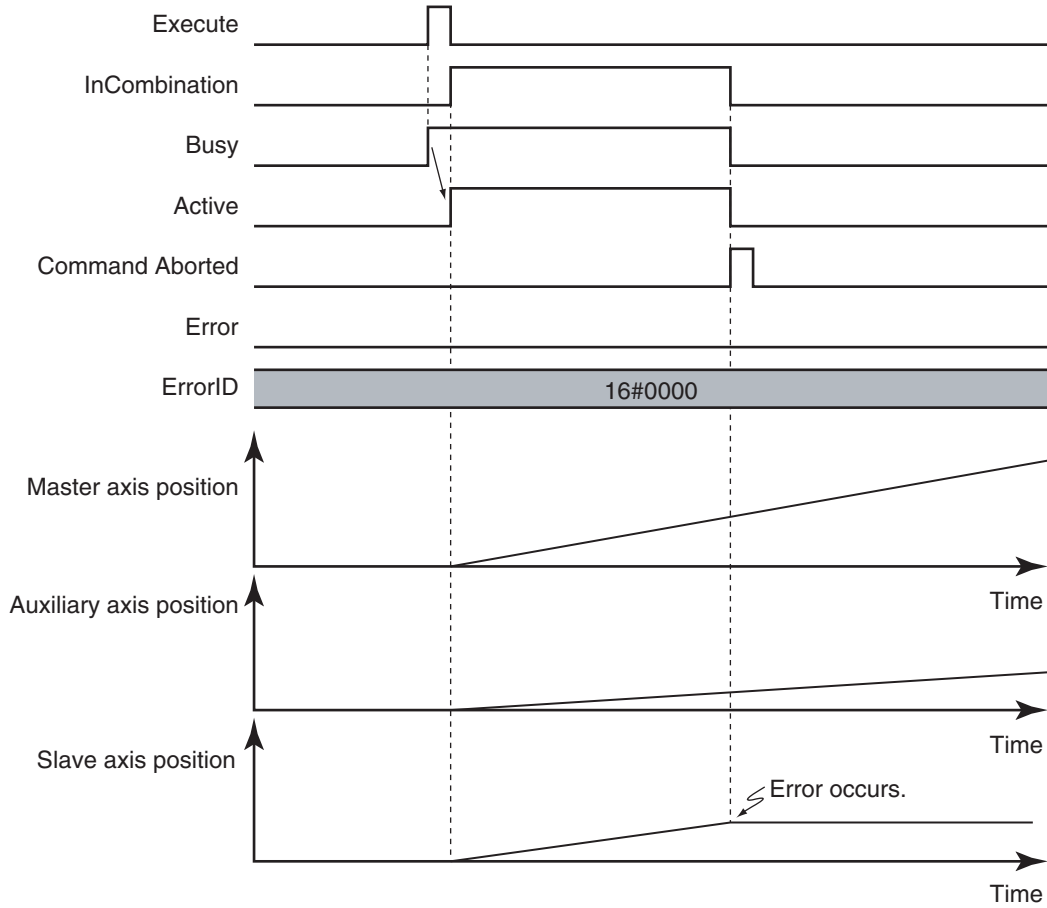 Execute
InCombination
Busy
Active
Command Aborted
Error
ErrorID
16#0000
Master axis position
Time
Auxiliary axis position
Time
Slave axis position
Error occurs.
Time